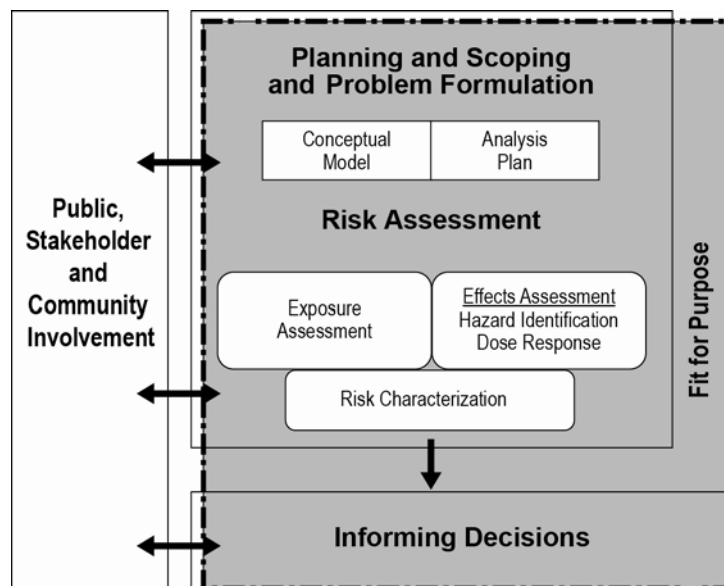 Public,
Stakeholder
and
Community
Involvement
Planning and Scoping
and Problem Formulation
Conceptual
Model
Analysis
Plan
Risk Assessment
Exposure
Assessment
Effects Assessment
Hazard Identification
Dose Response
Risk Characterization
Informing Decisions
Fit for Purpose